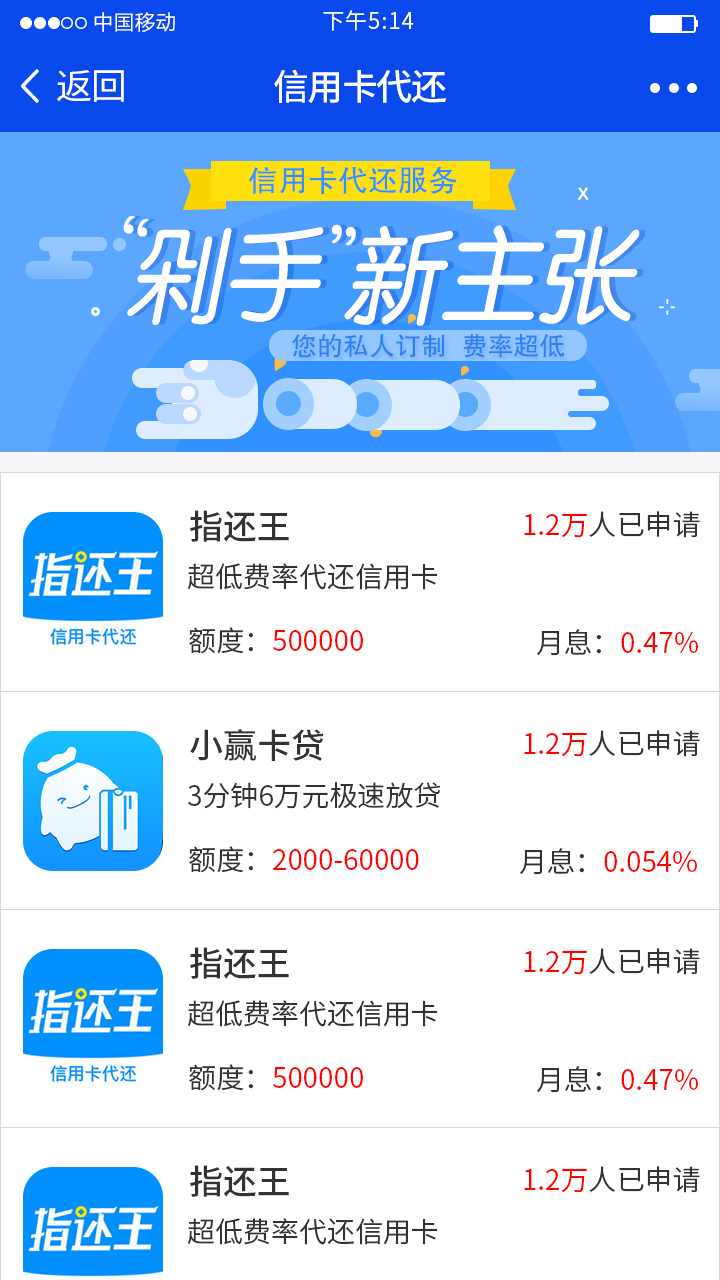 中国移动 下午5:14
返回 信用卡代还
信用卡代还服务
x
“剁手”新主张
您的私人订制 费率超低
指还王
1.2万人已申请
超低费率代还信用卡
额度：500000
月息：0.47%
指还王
信用卡代还
小赢卡贷
1.2万人已申请
3分钟6万元极速放贷
额度：2000-60000
月息：0.054%
指还王
1.2万人已申请
超低费率代还信用卡
额度：500000
月息：0.47%
指还王
信用卡代还
指还王
1.2万人已申请
超低费率代还信用卡
指还王